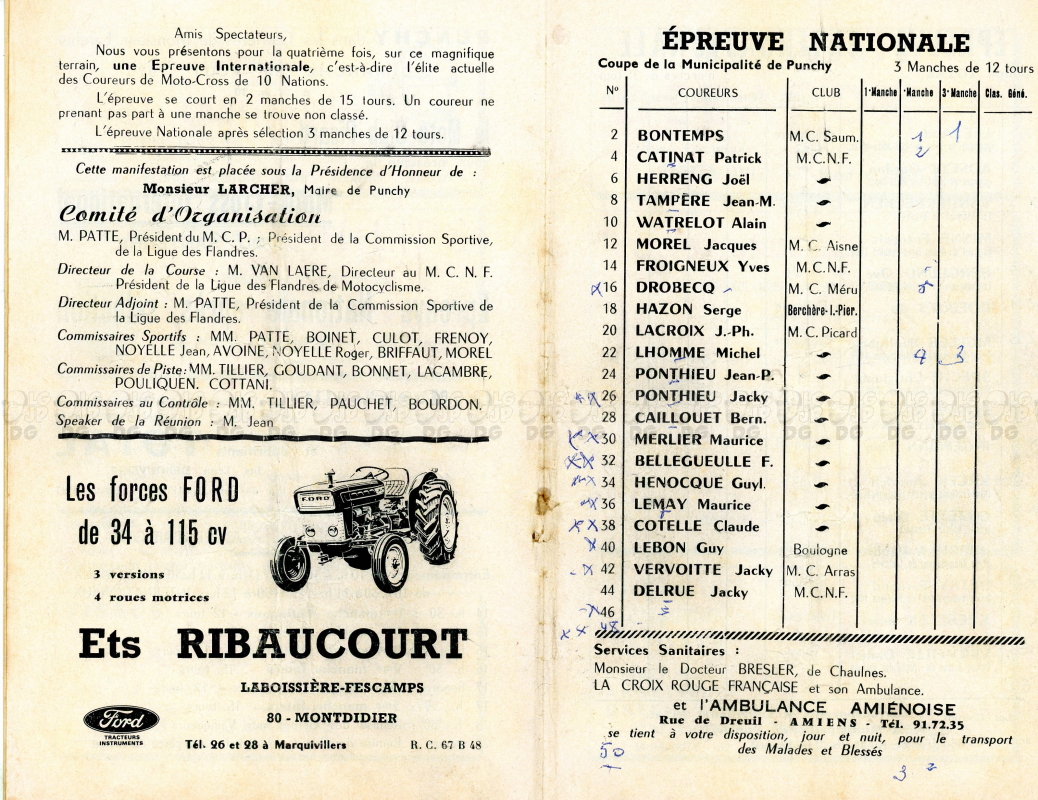 Amis Spectateurs,
Nous vous présentons pour la quatrième fois, sur ce magnifique
terrain, une Epreuve Internationale, c'est-à-dire l'élite actuelle
des Coureurs de Moto-Cross de 10 Nations.
L'épreuve se court en 2 manches de 15 tours. Un coureur ne
prenant pas part à une manche se trouve non classé.
L'épreuve Nationale après sélection 3 manches de 12 tours.
Cette manifestation est placée sous la Présidence d'Honneur de :
Monsieur LARCHER, Maire de Punchy
Comité d'Organisation
M. PATTE, Président du M. C. P. ; Président de la Commission Sportive,
de la Ligue des Flandres.
Directeur de la Course : M. VAN LAERE, Directeur au M. C. N. F.
Président de la Ligue des Flandres de Motocyclisme.
Directeur Adjoint : M. PATTE, Président de la Commission Sportive de
la Ligue des Flandres.
Commissaires Sportifs : MM. PATTE, BOINET, CULOT, FRENOY,
NOYELLE Jean, AVOINE, NOYELLE Roger, BRIFFAUT, MOREL
Commissaires de Piste : MM. TILLIER, GOUDANT, BONNET, LACAMBRE,
POULIQUEN. COTTANI.
Commissaires au Contrôle : MM. TILLIER, PAUCHET, BOURDON.
Speaker de la Réunion : M. Jean
Les forces FORD
de 34 à 115 cv
3 versions
4 roues motrices
FORD
Ets RIBAUCOURT
LABOISSIÈRE-FESCAMPS
80 - MONTDIDIER
Ford
TRACTEURS
INSTRUMENTS
Tél. 26 et 28 à Marquivillers R. C. 67 B 48
ÉPREUVE NATIONALE
Coupe de la Municipalité de Punchy 3 Manches de 12 tours
No COUREURS CLUB 1e Manche e Manche 3e Manche Clas. Géné.
2 BONTEMPS M. C. Saum. 1 1
4 CATINAT Patrick M.C.N.F. 2
6 HERRENG Joël
8 TAMPÈRE Jean-M.
10 WATRELOT Alain
12 MOREL Jacques M. C. Aisne
14 FROIGNEUX Yves M.C.N.F.
16 DROBECQ M. C. Méru 5
18 HAZON Serge Berchère-l.-Pier.
20 LACROIX J.-Ph. M. C. Picard
22 LHOMME Michel 4 3
24 PONTHIEU Jean-P.
26 PONTHIEU Jacky
28 CAILLOUET Bern.
30 MERLIER Maurice
32 BELLEGUEULLE F.
34 HENOCQUE Guyl.
36 LEMAY Maurice
38 COTELLE Claude
40 LEBON Guy Boulogne
42 VERVOITTE Jacky M. C. Arras
44 DELRUE Jacky M.C.N.F.
46
48
Services Sanitaires :
Monsieur le Docteur BRESLER, de Chaulnes.
LA CROIX ROUGE FRANÇAISE et son Ambulance.
et l'AMBULANCE AMIÉNOISE
Rue de Dreuil - AMIENS - Tél. 91.72.35
se tient à votre disposition, jour et nuit, pour le transport
des Malades et Blessés
50
3